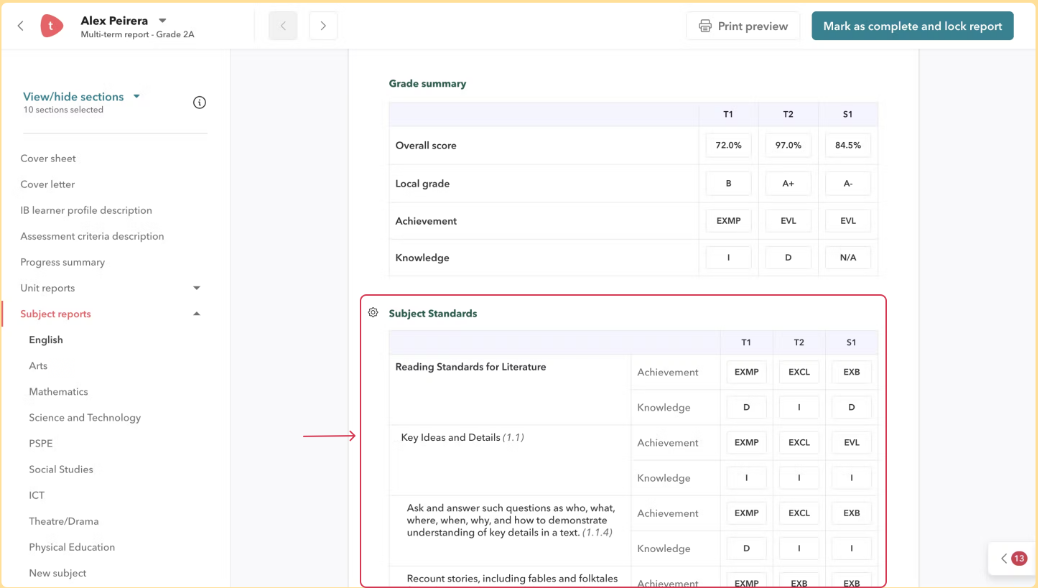 t
Alex Peirera
Multi-term report - Grade 2A
Print preview
Mark as complete and lock report
View/hide sections
10 sections selected
Cover sheet
Cover letter
IB learner profile description
Assessment criteria description
Progress summary
Unit reports
Subject reports
English
Arts
Mathematics
Science and Technology
PSPE
Social Studies
ICT
Theatre/Drama
Physical Education
New subject
Grade summary
T1 T2 S1
Overall score 72.0% 97.0% 84.5%
Local grade B A+ A-
Achievement EXMP EVL EVL
Knowledge I D N/A
Subject Standards
T1 T2 S1
Reading Standards for Literature Achievement EXMP EXCL EXB
Knowledge D I D
Key Ideas and Details (1.1) Achievement EXMP EXCL EVL
Knowledge I I I
Ask and answer such questions as who, what,
where, when, why, and how to demonstrate
understanding of key details in a text. (1.1.4)
Achievement EXMP EXCL EXB
Knowledge D I I
Recount stories, including fables and folktales
Achievement EXMP EXB EXB
13